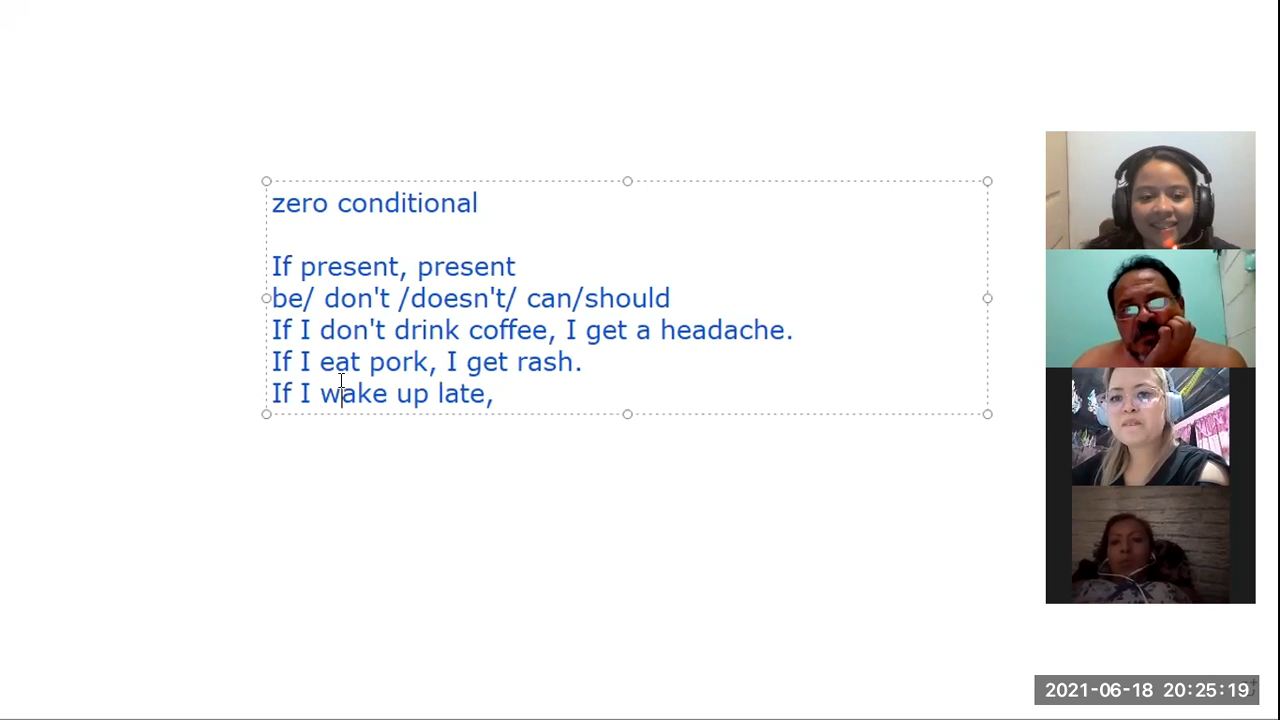 zero conditional
If present, present
be/ don't /doesn't/ can/should
If I don't drink coffee, I get a headache.
If I eat pork, I get rash.
If I wake up late,
2021-06-18 20:25:19